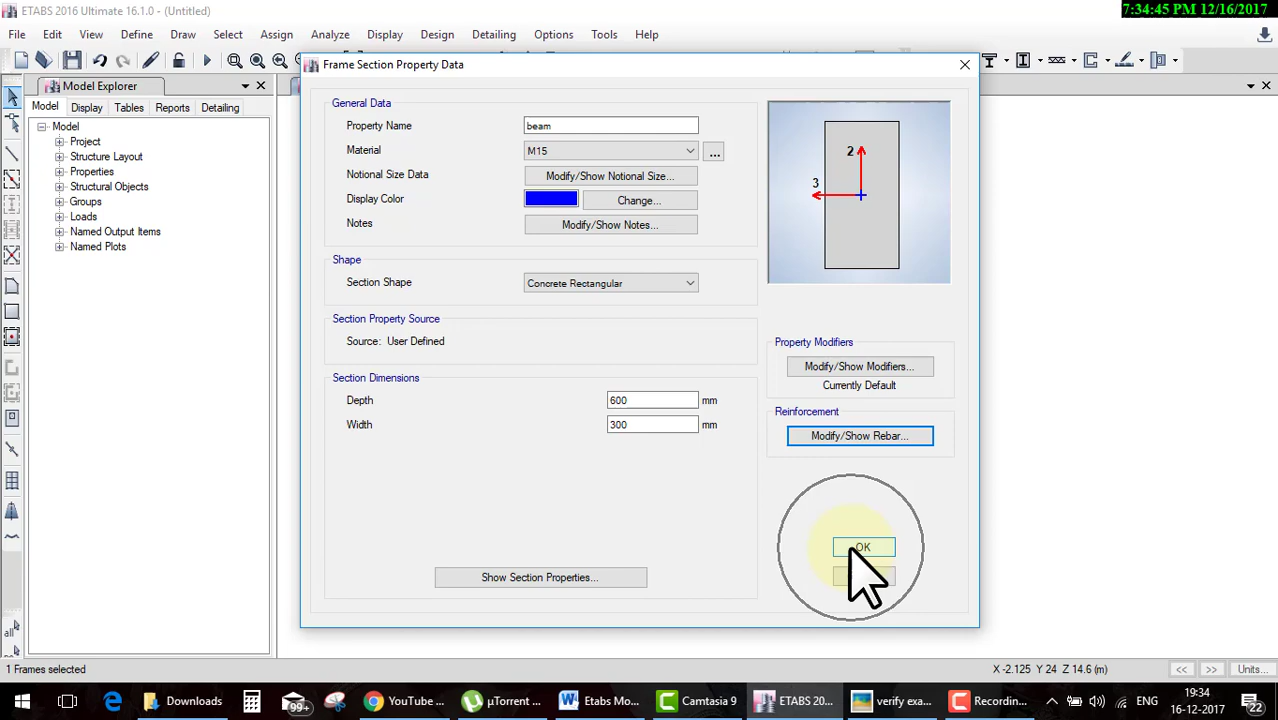 ETABS 2016 Ultimate 16.1.0 - (Untitled)
7:34:45 PM 12/16/2017
File Edit View Define Draw Select Assign Analyze Display Design Detailing Options Tools Help
Model Explorer
Model Display Tables Reports Detailing
Model
Project
Structure Layout
Properties
Structural Objects
Groups
Loads
Named Output Items
Named Plots
Frame Section Property Data
General Data
Property Name beam
Material M15 ...
Notional Size Data Modify/Show Notional Size...
Display Color Change...
Notes Modify/Show Notes...
Shape
Section Shape Concrete Rectangular
Section Property Source
Source: User Defined
Section Dimensions
Depth 600 mm
Width 300 mm
Show Section Properties...
2
3
Property Modifiers
Modify/Show Modifiers...
Currently Default
Reinforcement
Modify/Show Rebar...
OK
all
1 Frames selected
X -2.125 Y 24 Z 14.6 (m)
<< >> Units...
Downloads
99+
YouTube ...
µTorrent ...
Etabs Mo...
Camtasia 9
ETABS 20...
verify exa...
Recordin...
ENG
19:34
16-12-2017
22